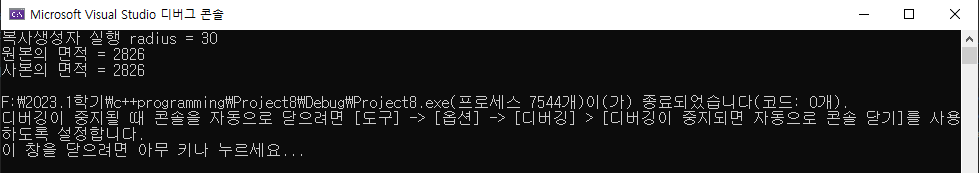 Microsoft Visual Studio 디버그 콘솔
복사생성자 실행 radius = 30
원본의 면적 = 2826
사본의 면적 = 2826
F:\2023.1학기\c++programming\Project8\Debug\Project8.exe(프로세스 7544개)이(가) 종료되었습니다(코드: 0개).
디버깅이 중지될 때 콘솔을 자동으로 닫으려면 [도구] -> [옵션] -> [디버깅] > [디버깅이 중지되면 자동으로 콘솔 닫기]를 사용
하도록 설정합니다.
이 창을 닫으려면 아무 키나 누르세요...